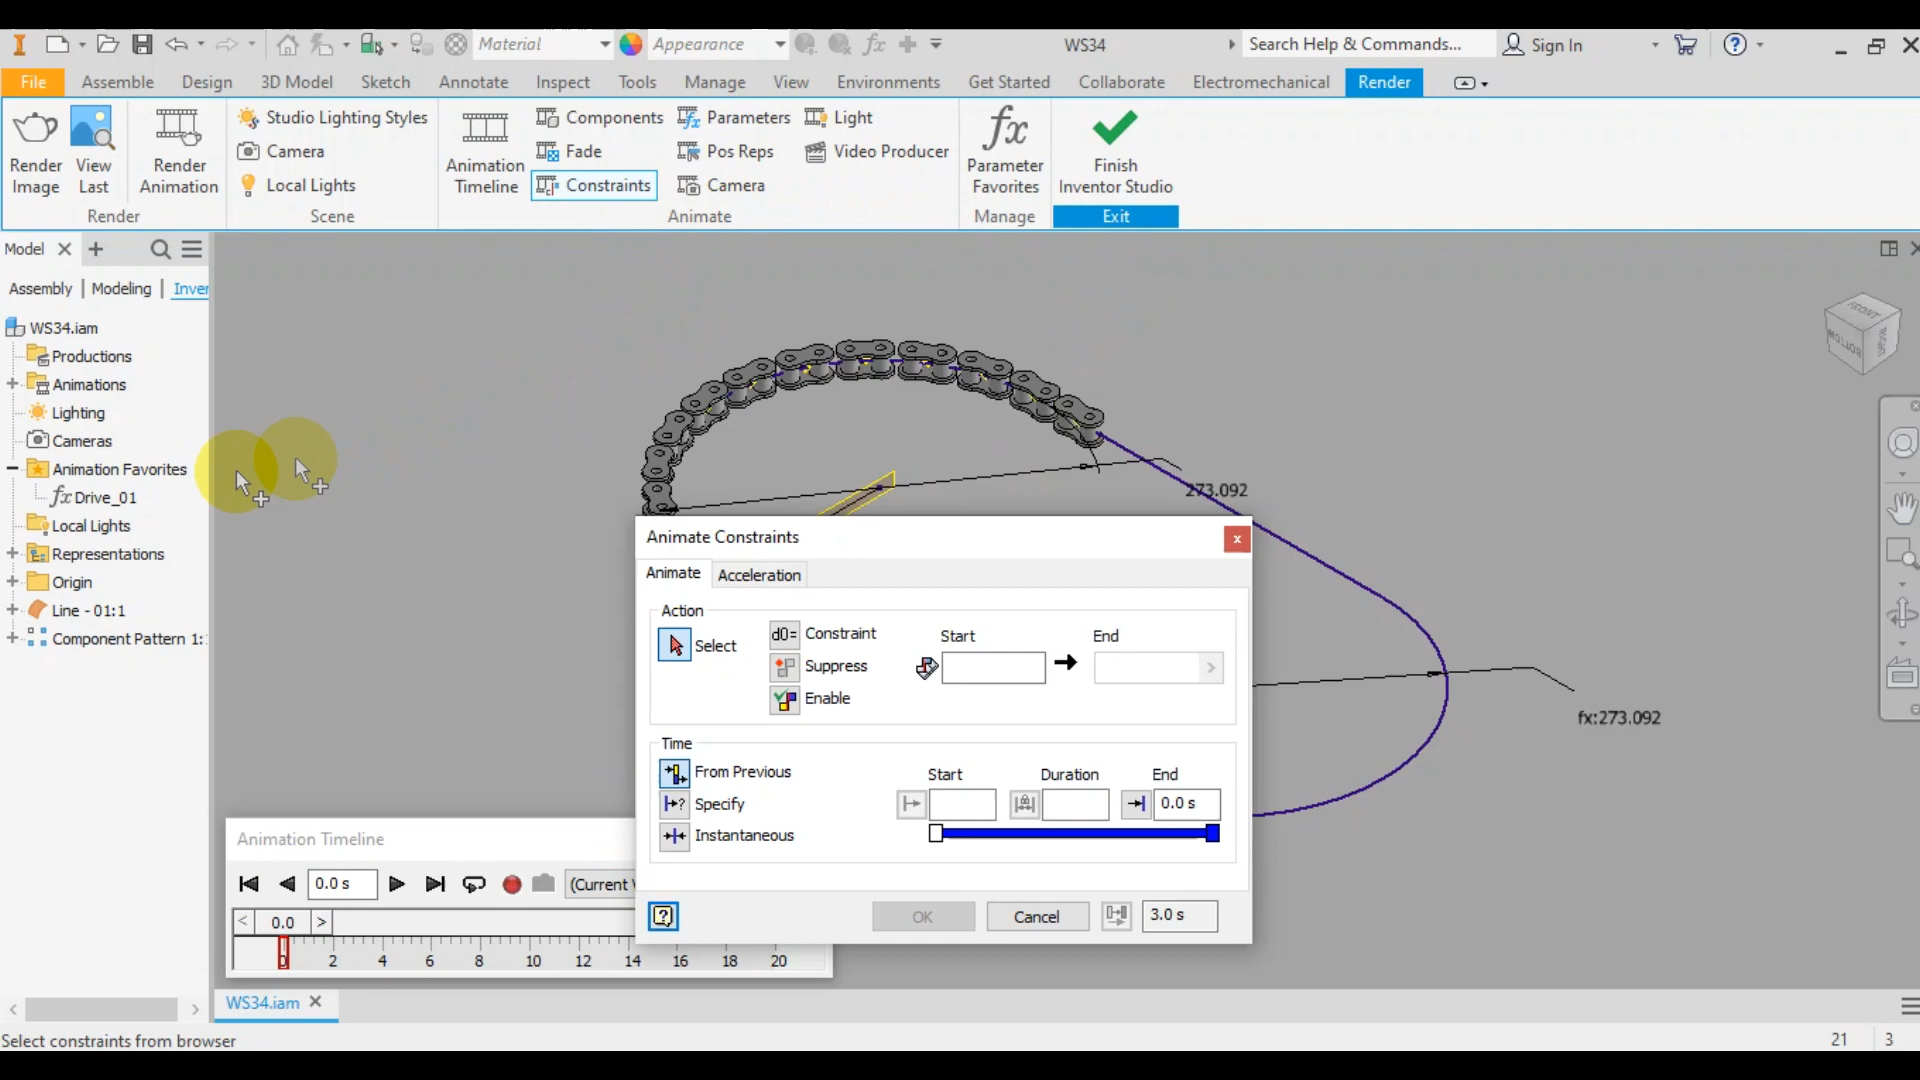 Material
Appearance
WS34
Search Help & Commands...
Sign In
File
Assemble
Design
3D Model
Sketch
Annotate
Inspect
Tools
Manage
View
Environments
Get Started
Collaborate
Electromechanical
Render
Render Image
View Last
Render Animation
Render
Studio Lighting Styles
Camera
Local Lights
Scene
Animation Timeline
Components
Fade
Constraints
Parameters
Pos Reps
Camera
Light
Video Producer
Animate
fx
Parameter Favorites
Manage
Finish Inventor Studio
Exit
Model
Assembly
Modeling
Inver
WS34.iam
Productions
Animations
Lighting
Cameras
Animation Favorites
fx Drive_01
Local Lights
Representations
Origin
Line - 01:1
Component Pattern 1:
FRONT
RIGHT
BOTTOM
273.092
fx:273.092
Animate Constraints
Animate
Acceleration
Action
Select
d0= Constraint
Suppress
Enable
Start
End
Time
From Previous
Specify
Instantaneous
Start
Duration
End
0.0 s
OK
Cancel
3.0 s
Animation Timeline
0.0 s
(Current
< 0.0 >
0 2 4 6 8 10 12 14 16 18 20
WS34.iam
Select constraints from browser
21
3